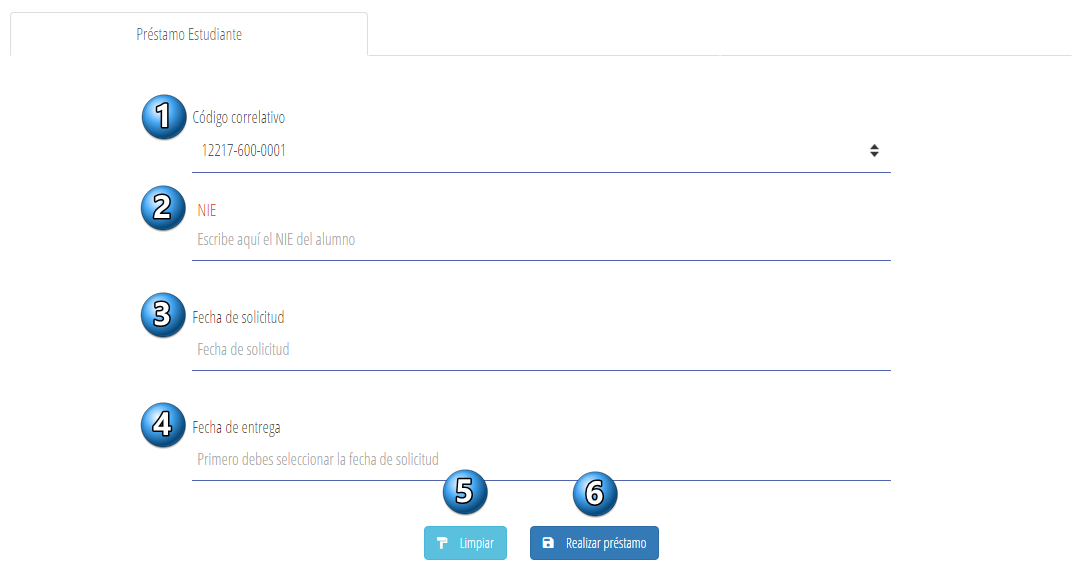 Préstamo Estudiante
1 Código correlativo
12217-600-0001
2 NIE
Escribe aquí el NIE del alumno
3 Fecha de solicitud
Fecha de solicitud
4 Fecha de entrega
Primero debes seleccionar la fecha de solicitud
5 6
Limpiar Realizar préstamo